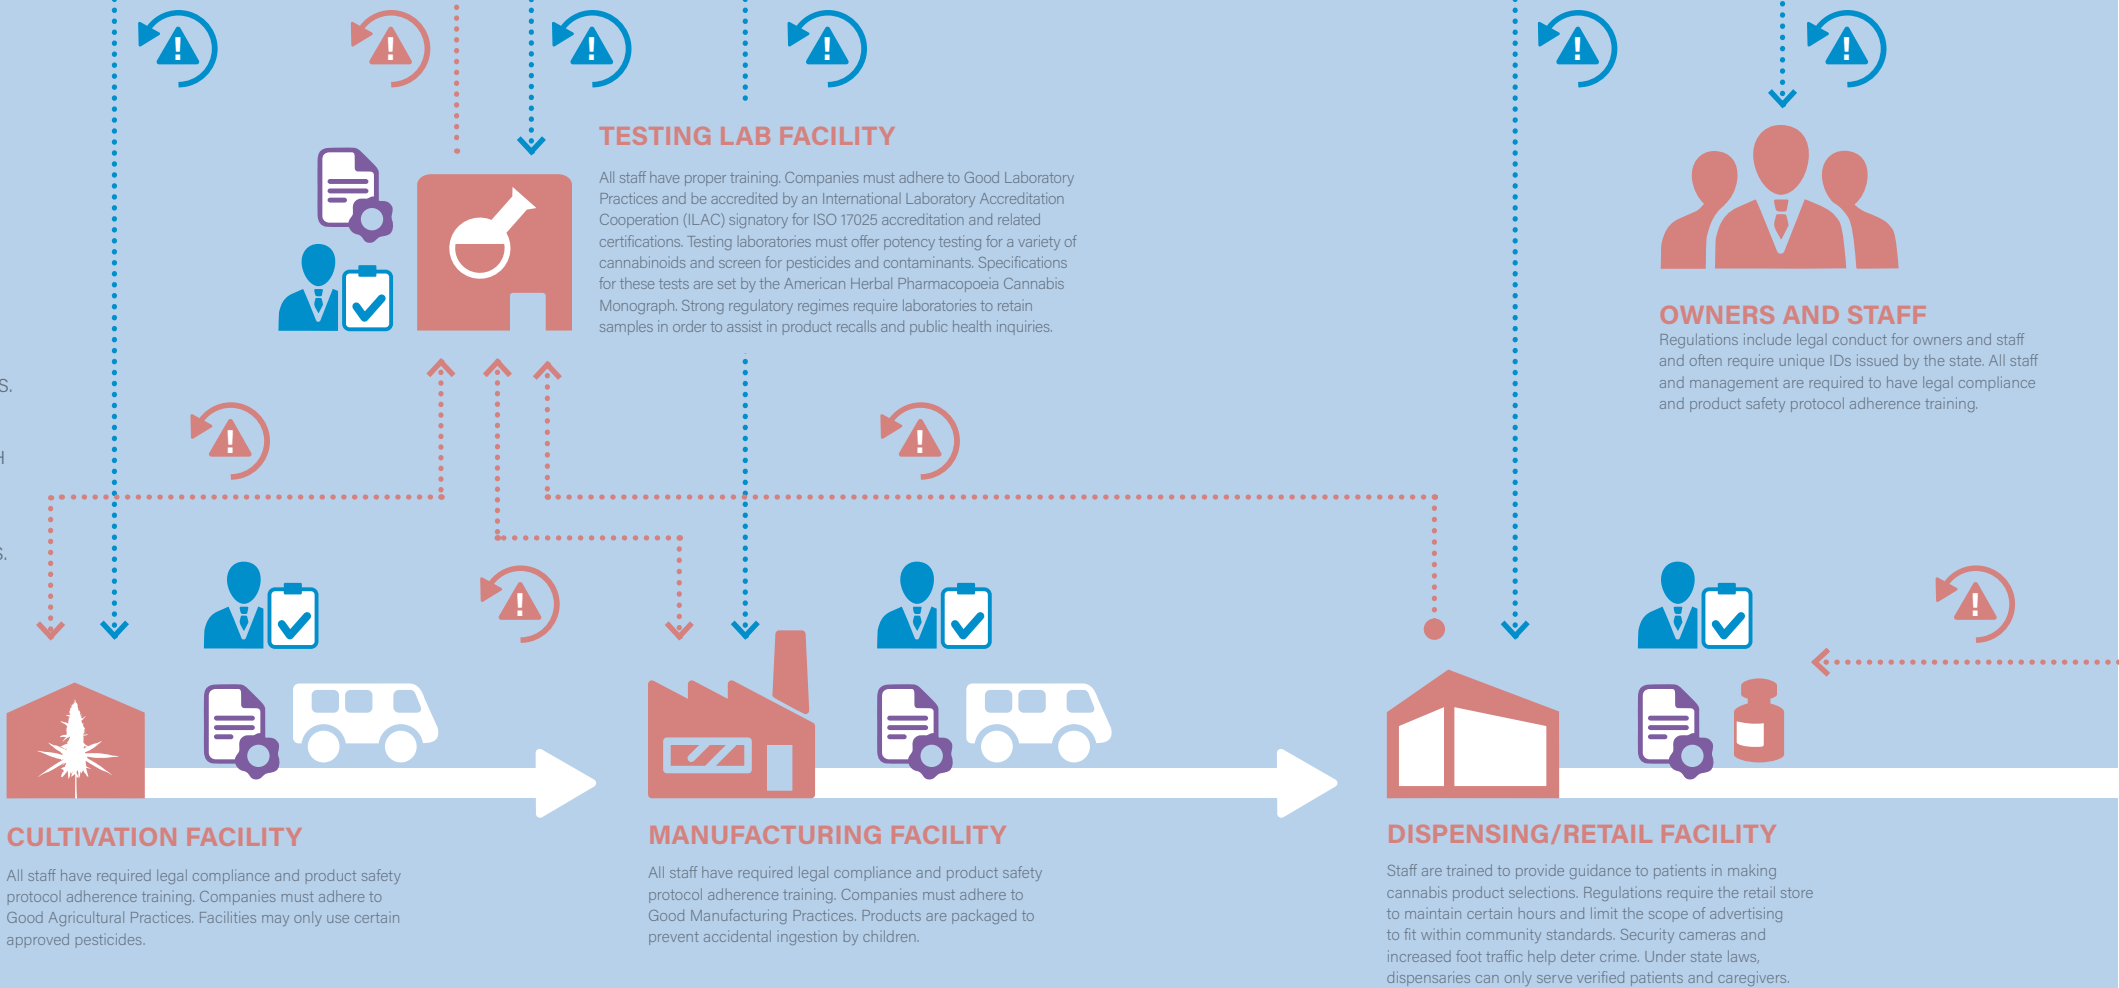 TESTING LAB FACILITY
All staff have proper training. Companies must adhere to Good Laboratory
Practices and be accredited by an International Laboratory Accreditation
Cooperation (ILAC) signatory for ISO 17025 accreditation and related
certifications. Testing laboratories must offer potency testing for a variety of
cannabinoids and screen for pesticides and contaminants. Specifications
for these tests are set by the American Herbal Pharmacopoeia Cannabis
Monograph. Strong regulatory regimes require laboratories to retain
samples in order to assist in product recalls and public health inquiries.
OWNERS AND STAFF
Regulations include legal conduct for owners and staff
and often require unique IDs issued by the state. All staff
and management are required to have legal compliance
and product safety protocol adherence training.
S.
H
S.
CULTIVATION FACILITY
All staff have required legal compliance and product safety
protocol adherence training. Companies must adhere to
Good Agricultural Practices. Facilities may only use certain
approved pesticides.
MANUFACTURING FACILITY
All staff have required legal compliance and product safety
protocol adherence training. Companies must adhere to
Good Manufacturing Practices. Products are packaged to
prevent accidental ingestion by children.
DISPENSING/RETAIL FACILITY
Staff are trained to provide guidance to patients in making
cannabis product selections. Regulations require the retail store
to maintain certain hours and limit the scope of advertising
to fit within community standards. Security cameras and
increased foot traffic help deter crime. Under state laws,
dispensaries can only serve verified patients and caregivers.